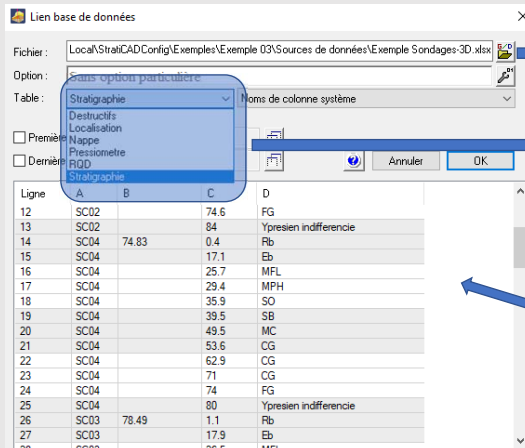 Lien base de données
Fichier : Local\StratiCADConfig\Exemples\Exemple 03\Sources de données\Exemple Sondages-3D.xlsx
Option : Sans option particulière
Table : Stratigraphie Noms de colonne système
Destructifs
Localisation
Première Nappe
Pressiometre
Dernière RQD Annuler OK
Stratigraphie
Ligne A B C D
12 SC02 74.6 FG
13 SC02 84 Ypresien indifferencie
14 SC04 74.83 0.4 Rb
15 SC04 17.1 Eb
16 SC04 25.7 MFL
17 SC04 29.4 MPH
18 SC04 35.9 SO
19 SC04 39.5 SB
20 SC04 49.5 MC
21 SC04 53.6 CG
22 SC04 62.9 CG
23 SC04 71 CG
24 SC04 74 FG
25 SC04 80 Ypresien indifferencie
26 SC03 78.49 1.1 Rb
27 SC03 17.9 Eb